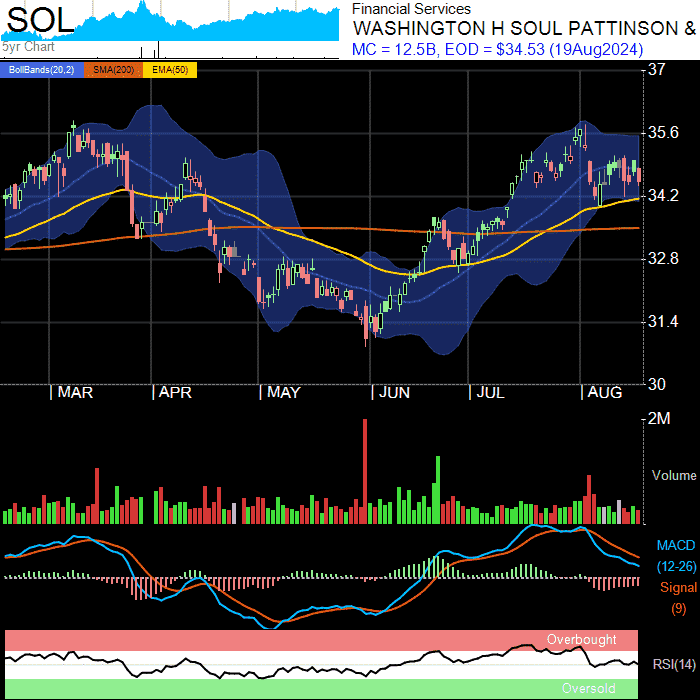 SOL
5yr Chart
Financial Services
WASHINGTON H SOUL PATTINSON &
MC = 12.5B, EOD = $34.53 (19Aug2024)
BollBands(20,2) SMA(200) EMA(50)
37
35.6
34.2
32.8
31.4
30
MAR APR MAY JUN JUL AUG
2M
Volume
MACD
(12-26)
Signal
(9)
Overbought
RSI(14)
Oversold